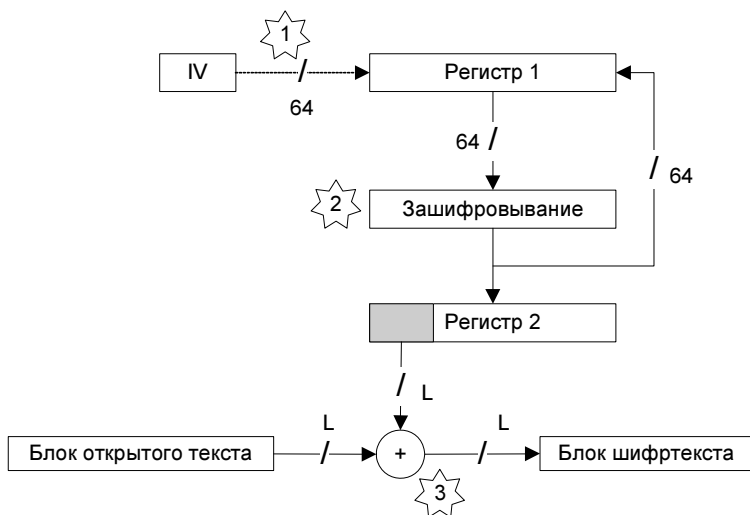 1
IV
Регистр 1
64
64
64
2
Зашифровывание
Регистр 2
L
L
L
Блок открытого текста
+
Блок шифртекста
3